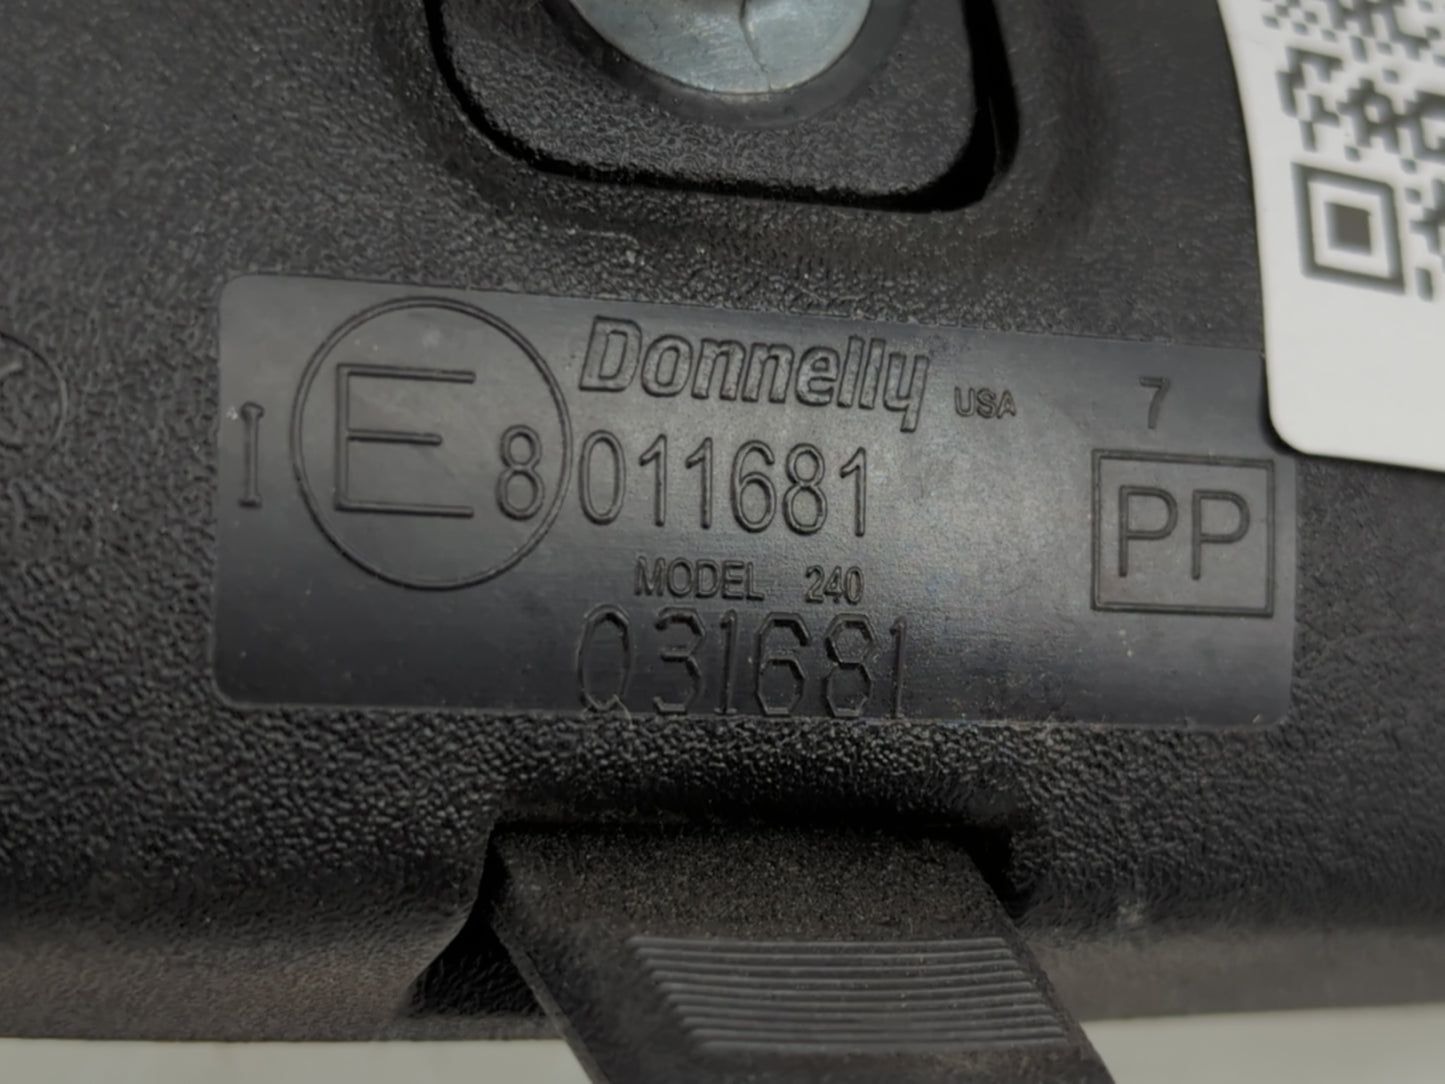 Donnelly USA
7
I E 8 011681
PP
MODEL 240
031681